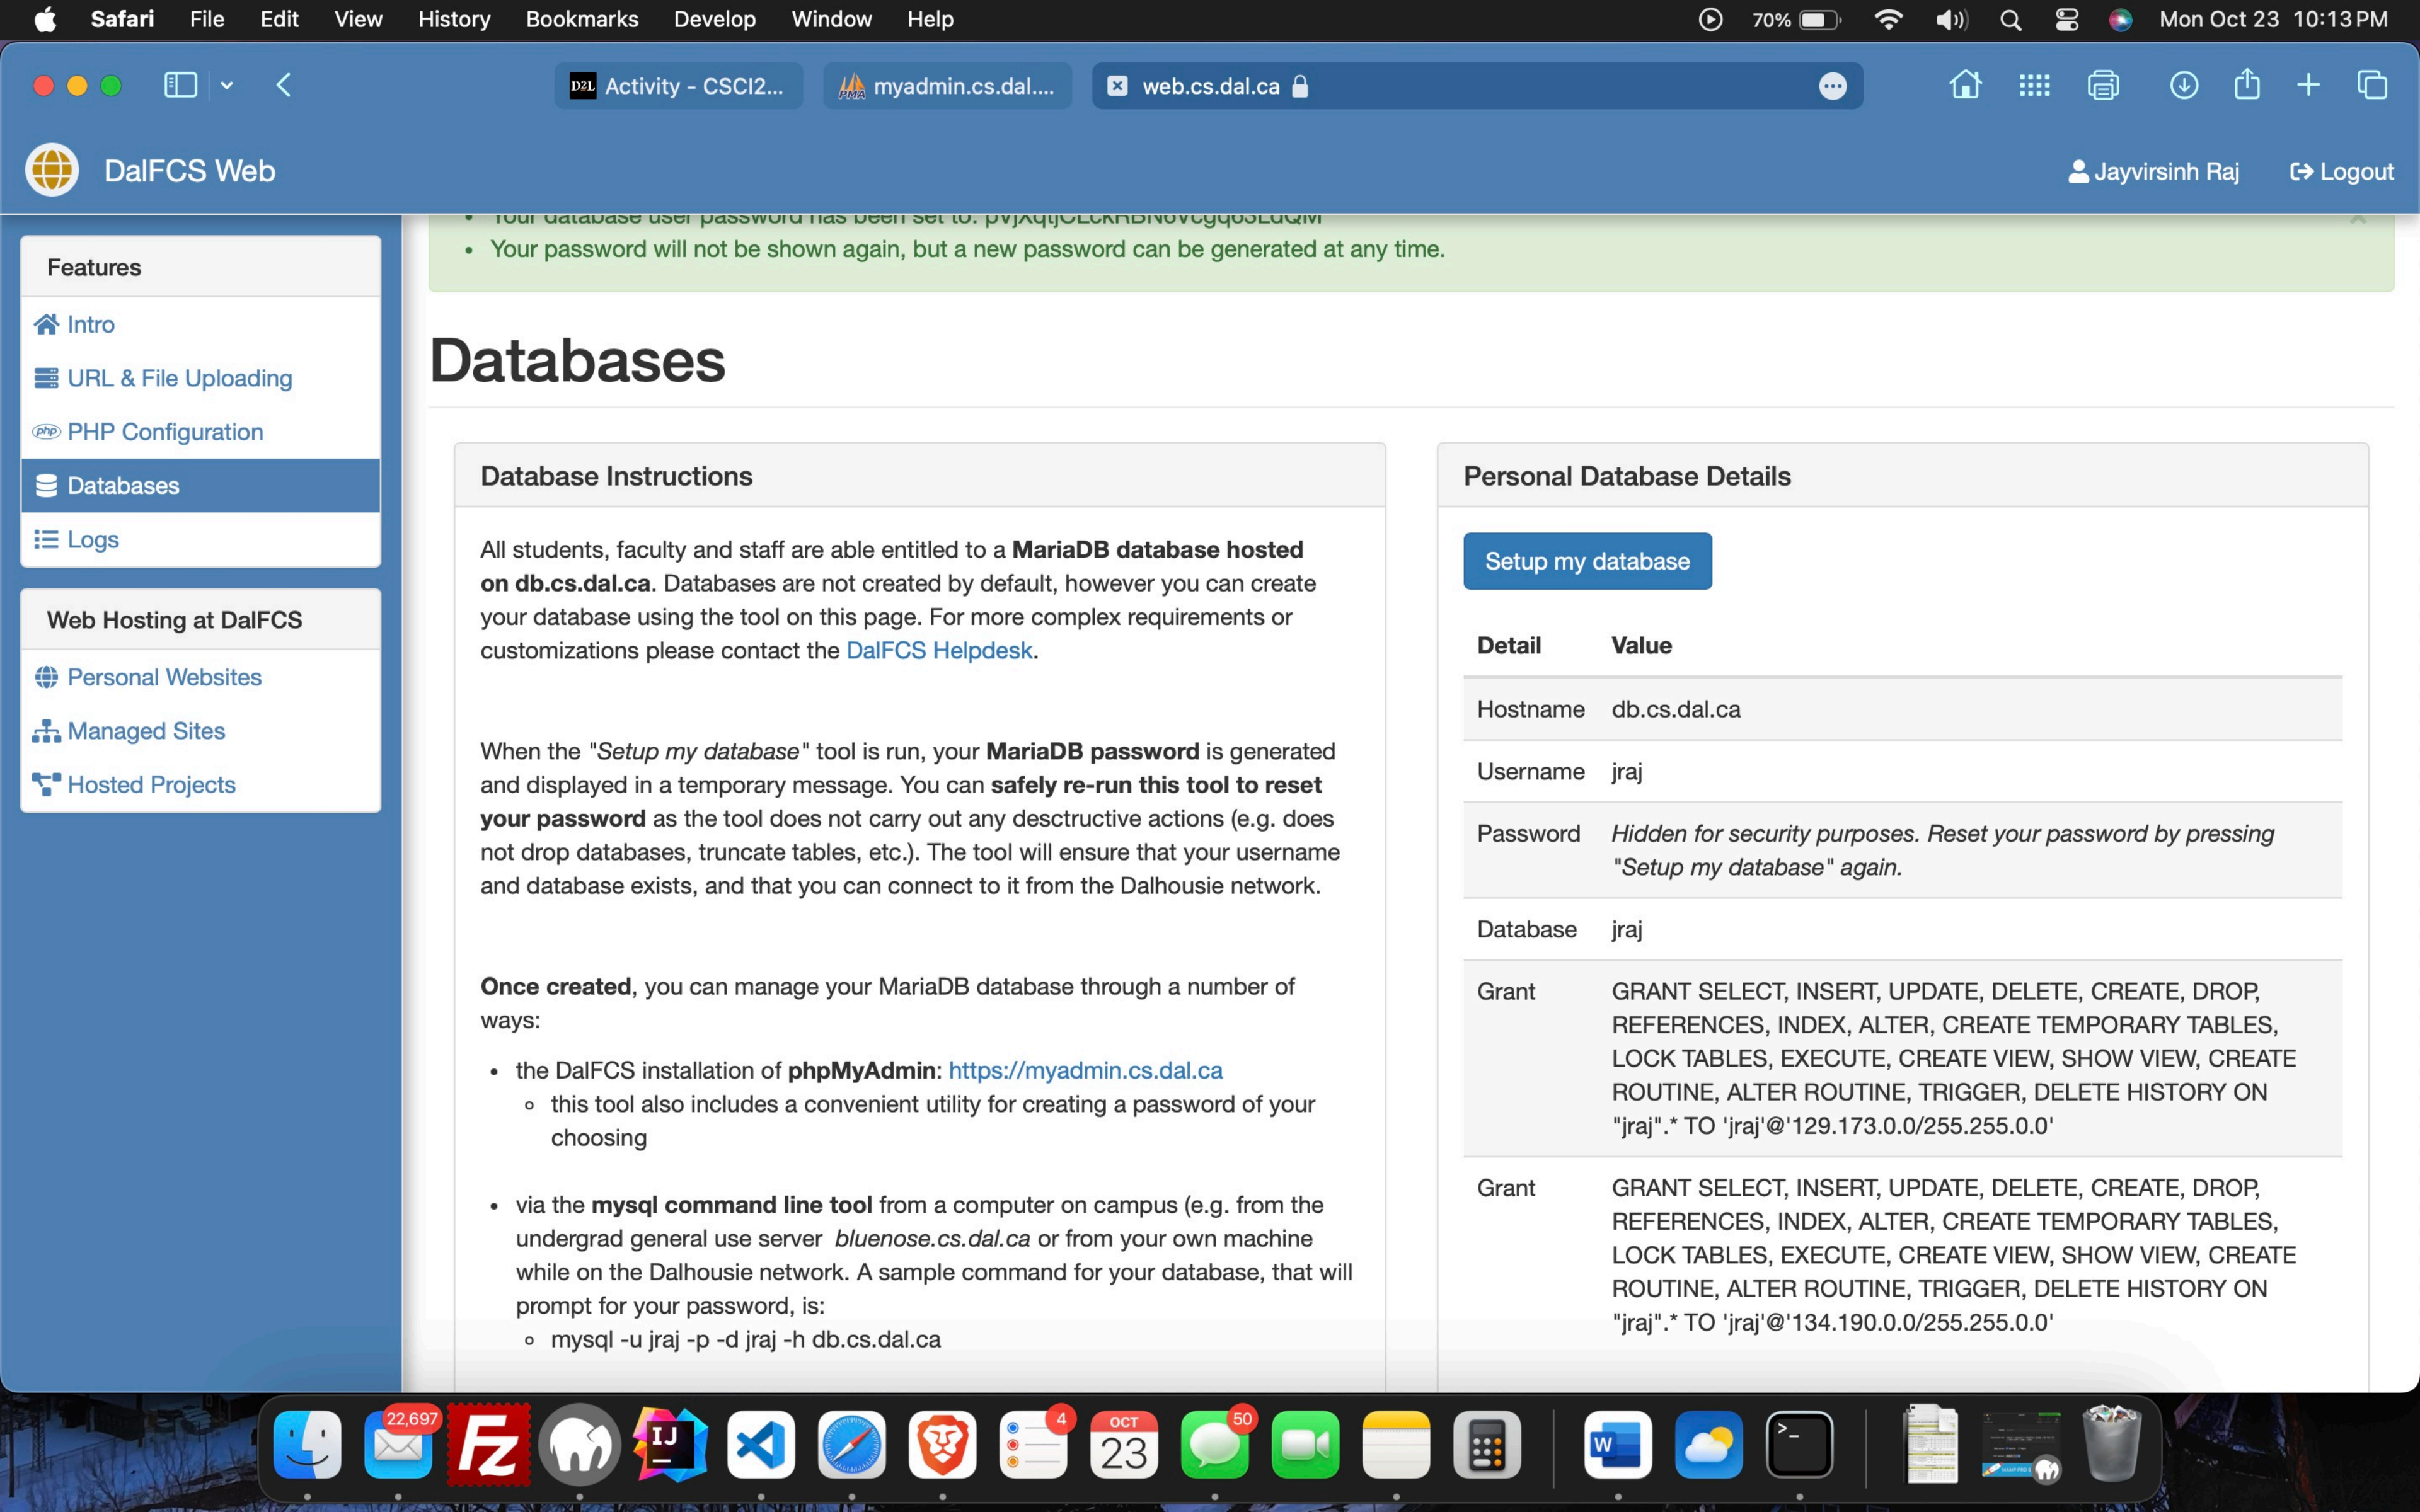 Safari File Edit View History Bookmarks Develop Window Help 70% Mon Oct 23 10:13 PM
D2L Activity - CSCI2... PMA myadmin.cs.dal.... web.cs.dal.ca
DalFCS Web Jayvirsinh Raj Logout
Your database user password has been set to:
Your password will not be shown again, but a new password can be generated at any time.
Features
Intro
URL & File Uploading
php PHP Configuration
Databases
Logs
Web Hosting at DalFCS
Personal Websites
Managed Sites
Hosted Projects
Databases
Database Instructions
All students, faculty and staff are able entitled to a MariaDB database hosted
on db.cs.dal.ca. Databases are not created by default, however you can create
your database using the tool on this page. For more complex requirements or
customizations please contact the DalFCS Helpdesk.
When the "Setup my database" tool is run, your MariaDB password is generated
and displayed in a temporary message. You can safely re-run this tool to reset
your password as the tool does not carry out any desctructive actions (e.g. does
not drop databases, truncate tables, etc.). The tool will ensure that your username
and database exists, and that you can connect to it from the Dalhousie network.
Once created, you can manage your MariaDB database through a number of
ways:
the DalFCS installation of phpMyAdmin: https://myadmin.cs.dal.ca
this tool also includes a convenient utility for creating a password of your
choosing
via the mysql command line tool from a computer on campus (e.g. from the
undergrad general use server bluenose.cs.dal.ca or from your own machine
while on the Dalhousie network. A sample command for your database, that will
prompt for your password, is:
mysql -u jraj -p -d jraj -h db.cs.dal.ca
Personal Database Details
Setup my database
Detail Value
Hostname db.cs.dal.ca
Username jraj
Password Hidden for security purposes. Reset your password by pressing
"Setup my database" again.
Database jraj
Grant GRANT SELECT, INSERT, UPDATE, DELETE, CREATE, DROP,
REFERENCES, INDEX, ALTER, CREATE TEMPORARY TABLES,
LOCK TABLES, EXECUTE, CREATE VIEW, SHOW VIEW, CREATE
ROUTINE, ALTER ROUTINE, TRIGGER, DELETE HISTORY ON
"jraj".* TO 'jraj'@'129.173.0.0/255.255.0.0'
Grant GRANT SELECT, INSERT, UPDATE, DELETE, CREATE, DROP,
REFERENCES, INDEX, ALTER, CREATE TEMPORARY TABLES,
LOCK TABLES, EXECUTE, CREATE VIEW, SHOW VIEW, CREATE
ROUTINE, ALTER ROUTINE, TRIGGER, DELETE HISTORY ON
"jraj".* TO 'jraj'@'134.190.0.0/255.255.0.0'
22,697 Fz IJ 4 OCT 23 50 W >_